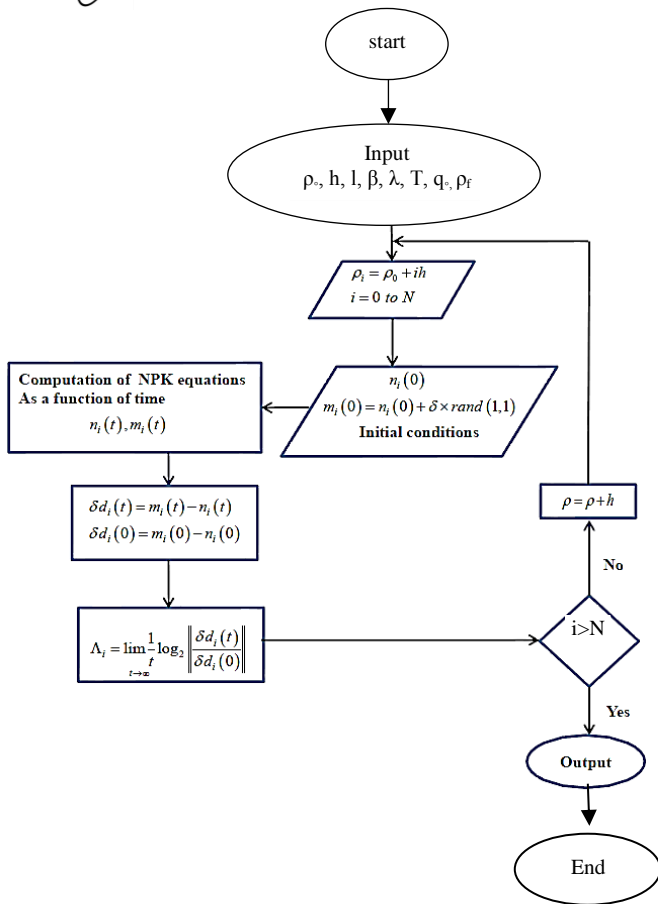 start
Input
ρ₀, h, l, β, λ, T, q₀, ρf
ρi = ρ0 + ih
i = 0 to N
ni(0)
mi(0) = ni(0) + δ × rand(1,1)
Initial conditions
Computation of NPK equations
As a function of time
ni(t), mi(t)
δdi(t) = mi(t) − ni(t)
δdi(0) = mi(0) − ni(0)
Λi = lim t→∞ 1/t log2 ‖δdi(t)/δdi(0)‖
i>N
No
ρ = ρ + h
Yes
Output
End